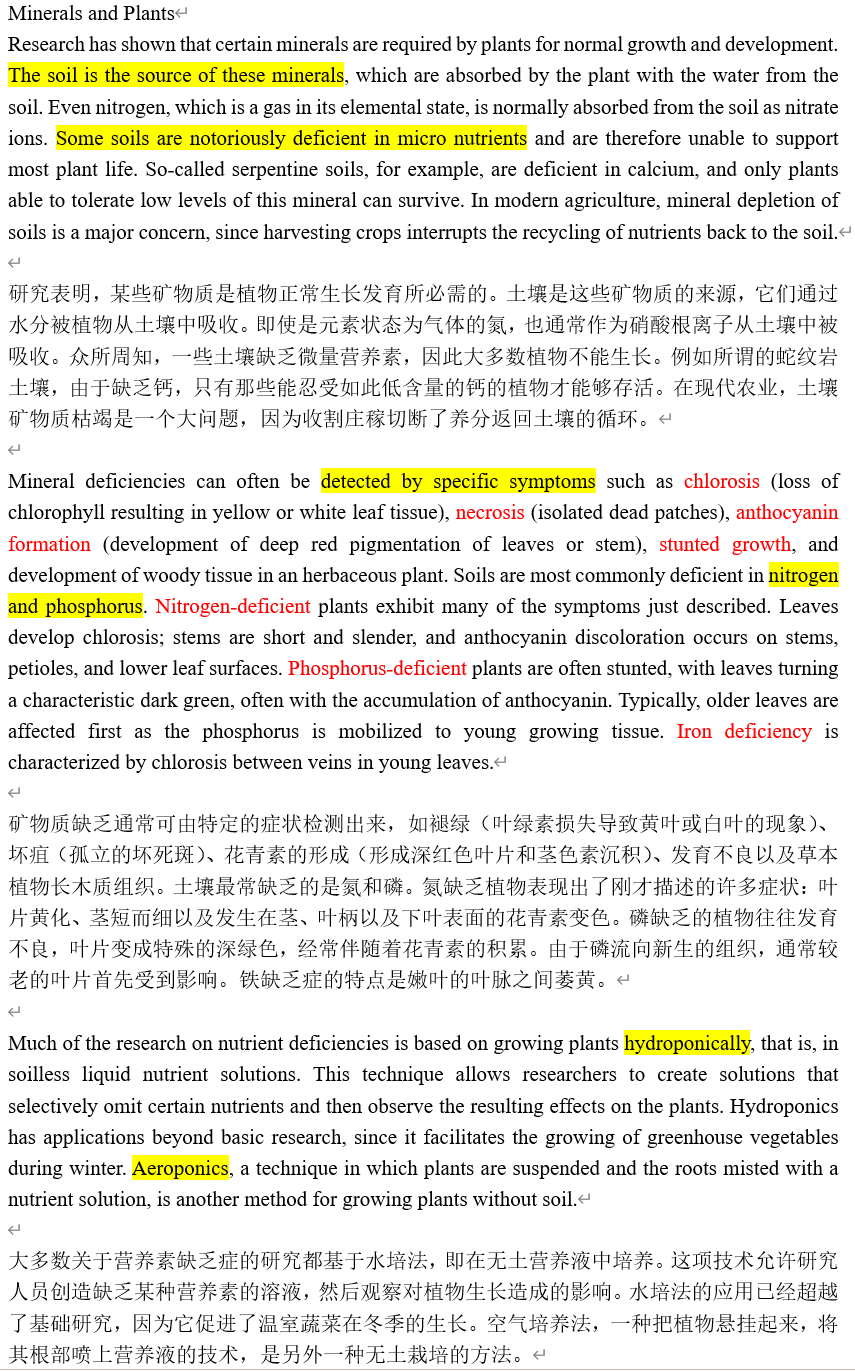 Minerals and Plants↵
Research has shown that certain minerals are required by plants for normal growth and development.
The soil is the source of these minerals, which are absorbed by the plant with the water from the
soil. Even nitrogen, which is a gas in its elemental state, is normally absorbed from the soil as nitrate
ions. Some soils are notoriously deficient in micro nutrients and are therefore unable to support
most plant life. So-called serpentine soils, for example, are deficient in calcium, and only plants
able to tolerate low levels of this mineral can survive. In modern agriculture, mineral depletion of
soils is a major concern, since harvesting crops interrupts the recycling of nutrients back to the soil.↵
↵
研究表明，某些矿物质是植物正常生长发育所必需的。土壤是这些矿物质的来源，它们通过
水分被植物从土壤中吸收。即使是元素状态为气体的氮，也通常作为硝酸根离子从土壤中被
吸收。众所周知，一些土壤缺乏微量营养素，因此大多数植物不能生长。例如所谓的蛇纹岩
土壤，由于缺乏钙，只有那些能忍受如此低含量的钙的植物才能够存活。在现代农业，土壤
矿物质枯竭是一个大问题，因为收割庄稼切断了养分返回土壤的循环。↵
↵
Mineral deficiencies can often be detected by specific symptoms such as chlorosis (loss of
chlorophyll resulting in yellow or white leaf tissue), necrosis (isolated dead patches), anthocyanin
formation (development of deep red pigmentation of leaves or stem), stunted growth, and
development of woody tissue in an herbaceous plant. Soils are most commonly deficient in nitrogen
and phosphorus. Nitrogen-deficient plants exhibit many of the symptoms just described. Leaves
develop chlorosis; stems are short and slender, and anthocyanin discoloration occurs on stems,
petioles, and lower leaf surfaces. Phosphorus-deficient plants are often stunted, with leaves turning
a characteristic dark green, often with the accumulation of anthocyanin. Typically, older leaves are
affected first as the phosphorus is mobilized to young growing tissue. Iron deficiency is
characterized by chlorosis between veins in young leaves.↵
↵
矿物质缺乏通常可由特定的症状检测出来，如褪绿（叶绿素损失导致黄叶或白叶的现象）、
坏疽（孤立的坏死斑）、花青素的形成（形成深红色叶片和茎色素沉积）、发育不良以及草本
植物长木质组织。土壤最常缺乏的是氮和磷。氮缺乏植物表现出了刚才描述的许多症状：叶
片黄化、茎短而细以及发生在茎、叶柄以及下叶表面的花青素变色。磷缺乏的植物往往发育
不良，叶片变成特殊的深绿色，经常伴随着花青素的积累。由于磷流向新生的组织，通常较
老的叶片首先受到影响。铁缺乏症的特点是嫩叶的叶脉之间萎黄。↵
↵
Much of the research on nutrient deficiencies is based on growing plants hydroponically, that is, in
soilless liquid nutrient solutions. This technique allows researchers to create solutions that
selectively omit certain nutrients and then observe the resulting effects on the plants. Hydroponics
has applications beyond basic research, since it facilitates the growing of greenhouse vegetables
during winter. Aeroponics, a technique in which plants are suspended and the roots misted with a
nutrient solution, is another method for growing plants without soil.↵
↵
大多数关于营养素缺乏症的研究都基于水培法，即在无土营养液中培养。这项技术允许研究
人员创造缺乏某种营养素的溶液，然后观察对植物生长造成的影响。水培法的应用已经超越
了基础研究，因为它促进了温室蔬菜在冬季的生长。空气培养法，一种把植物悬挂起来，将
其根部喷上营养液的技术，是另外一种无土栽培的方法。↵